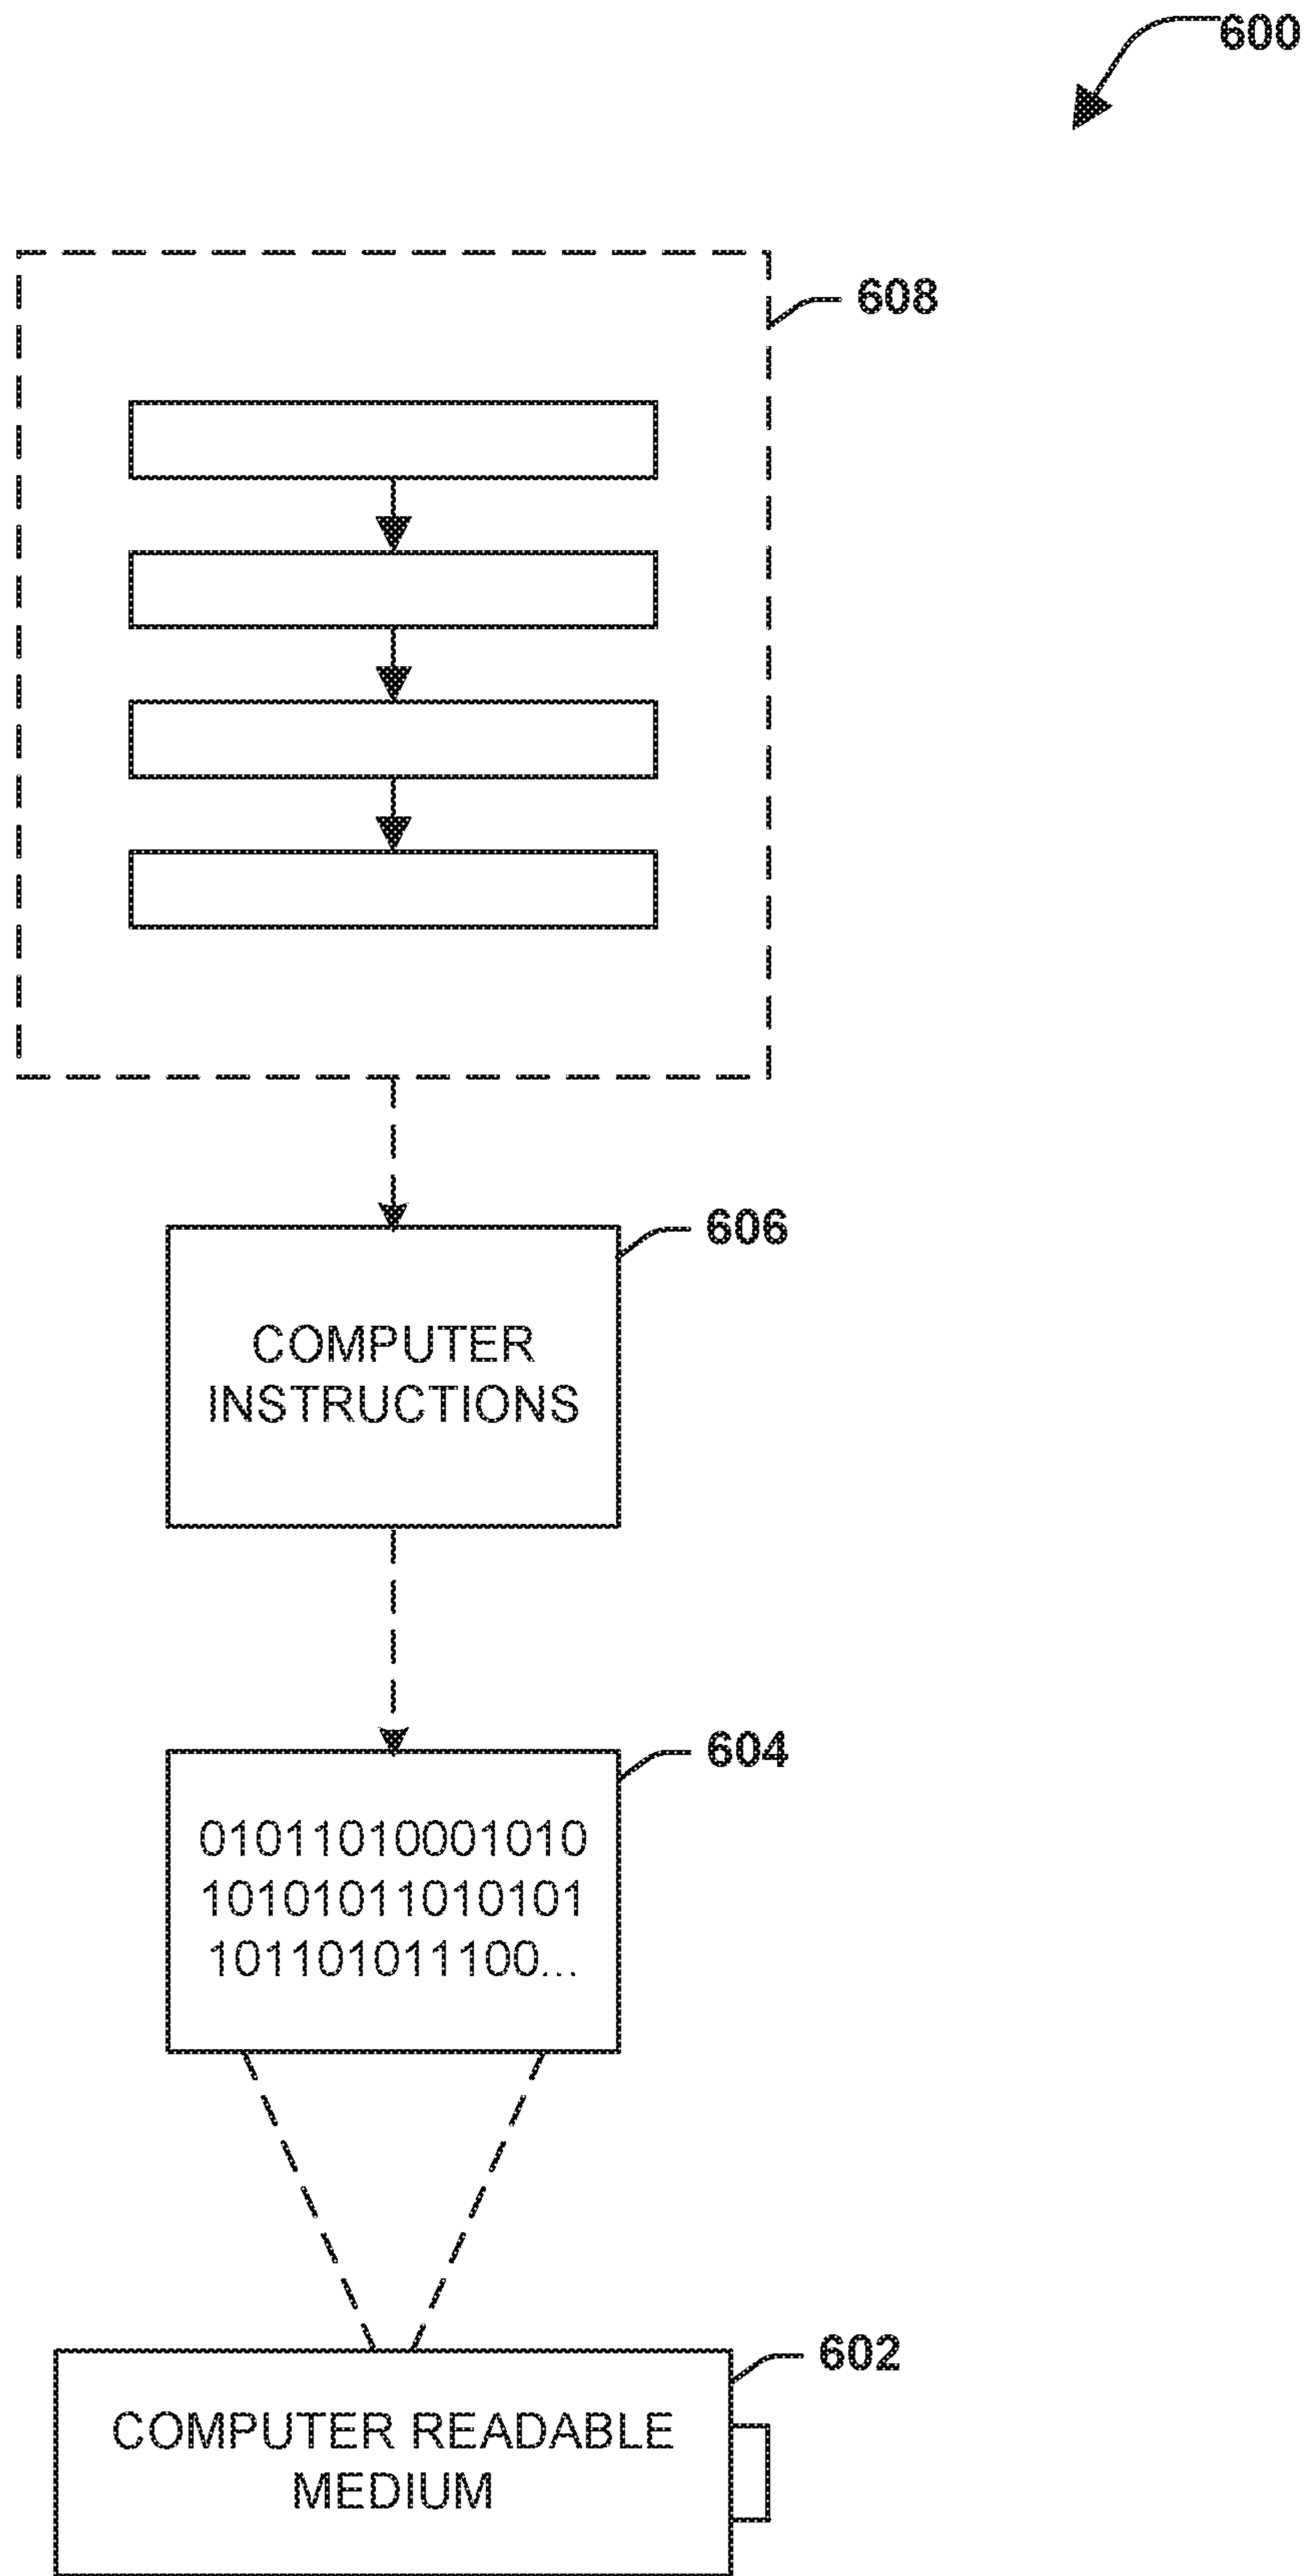 600
608
606
COMPUTER
INSTRUCTIONS
604
01011010001010
10101011010101
101101011100...
602
COMPUTER READABLE
MEDIUM